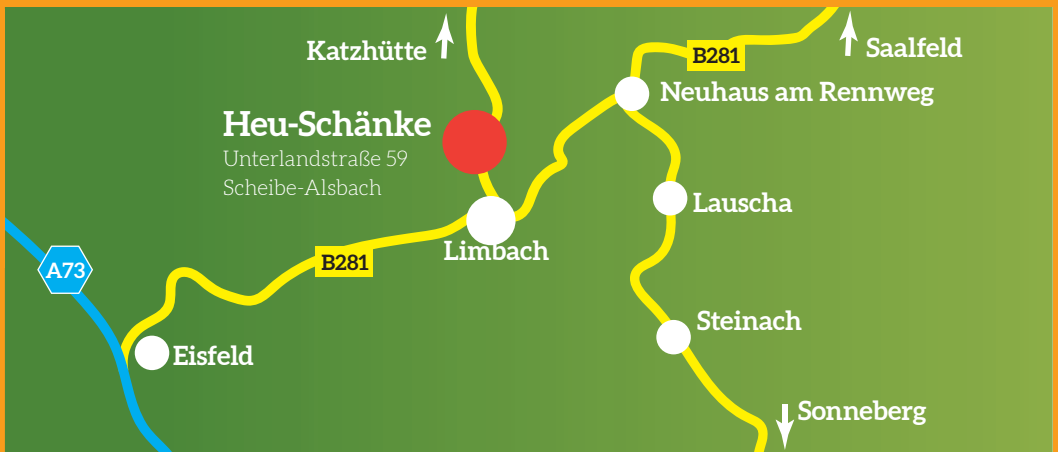 Katzhütte
B281
Saalfeld
Neuhaus am Rennweg
Heu-Schänke
Unterlandstraße 59
Scheibe-Alsbach
Lauscha
Limbach
B281
A73
Steinach
Eisfeld
Sonneberg